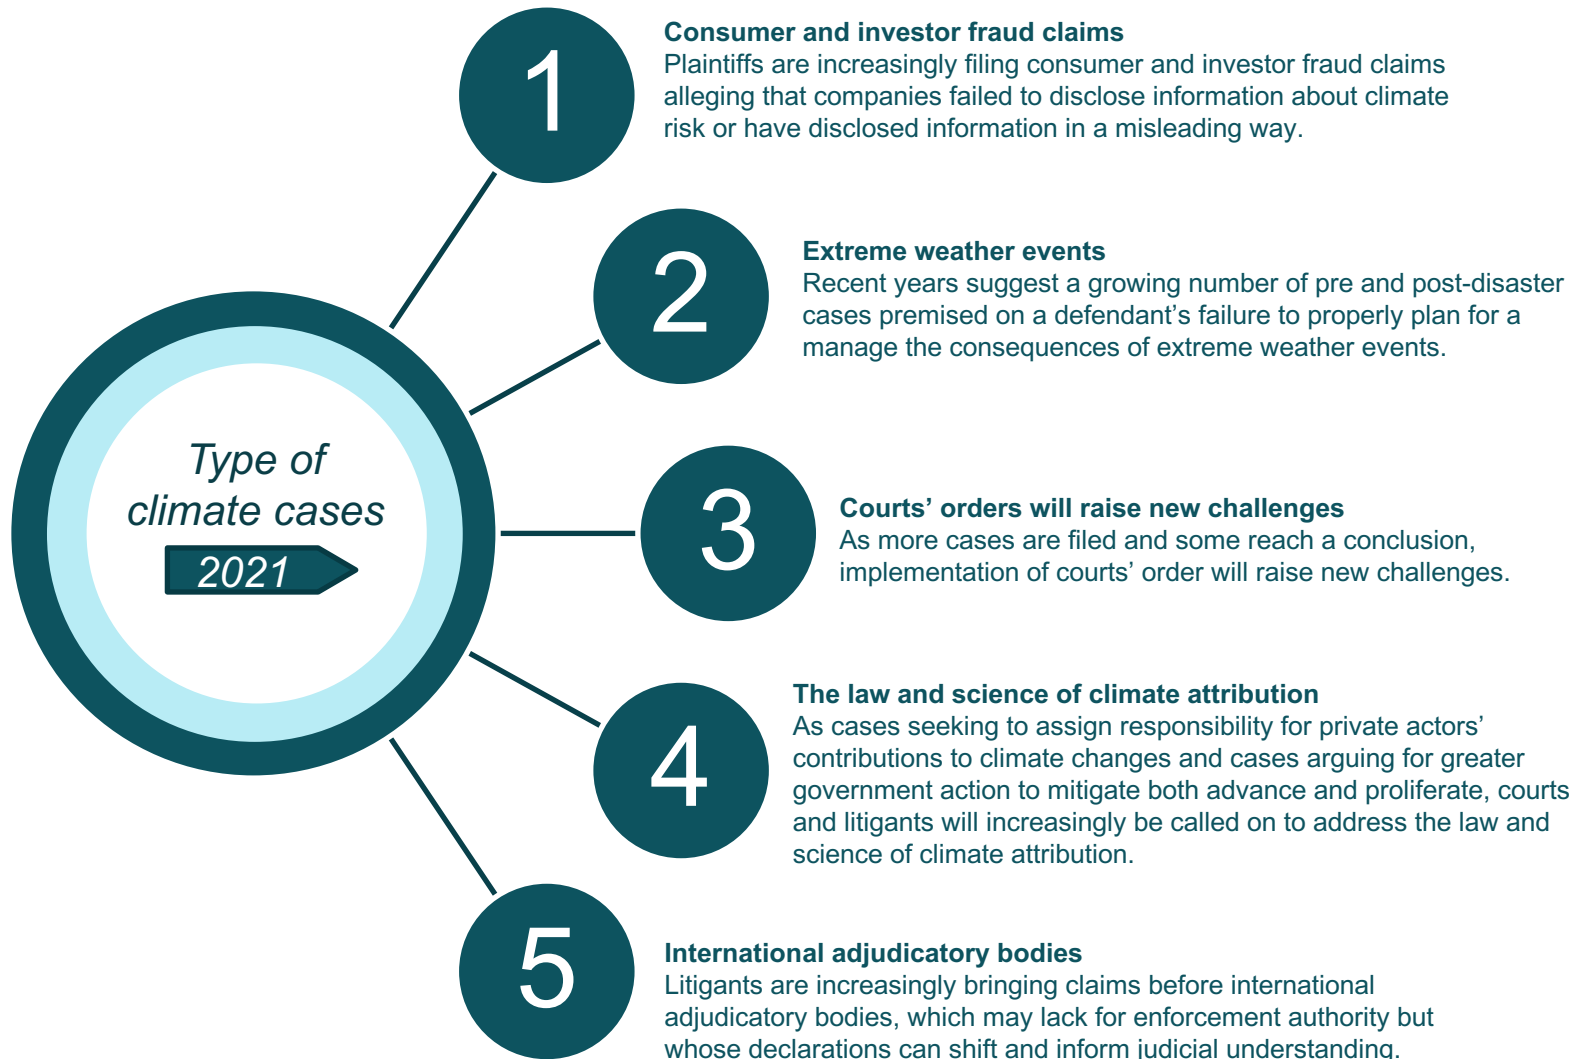 Type of
climate cases
2021
1
Consumer and investor fraud claims
Plaintiffs are increasingly filing consumer and investor fraud claims
alleging that companies failed to disclose information about climate
risk or have disclosed information in a misleading way.
2
Extreme weather events
Recent years suggest a growing number of pre and post-disaster
cases premised on a defendant’s failure to properly plan for a
manage the consequences of extreme weather events.
3
Courts’ orders will raise new challenges
As more cases are filed and some reach a conclusion,
implementation of courts’ order will raise new challenges.
4
The law and science of climate attribution
As cases seeking to assign responsibility for private actors’
contributions to climate changes and cases arguing for greater
government action to mitigate both advance and proliferate, courts
and litigants will increasingly be called on to address the law and
science of climate attribution.
5
International adjudicatory bodies
Litigants are increasingly bringing claims before international
adjudicatory bodies, which may lack for enforcement authority but
whose declarations can shift and inform judicial understanding.